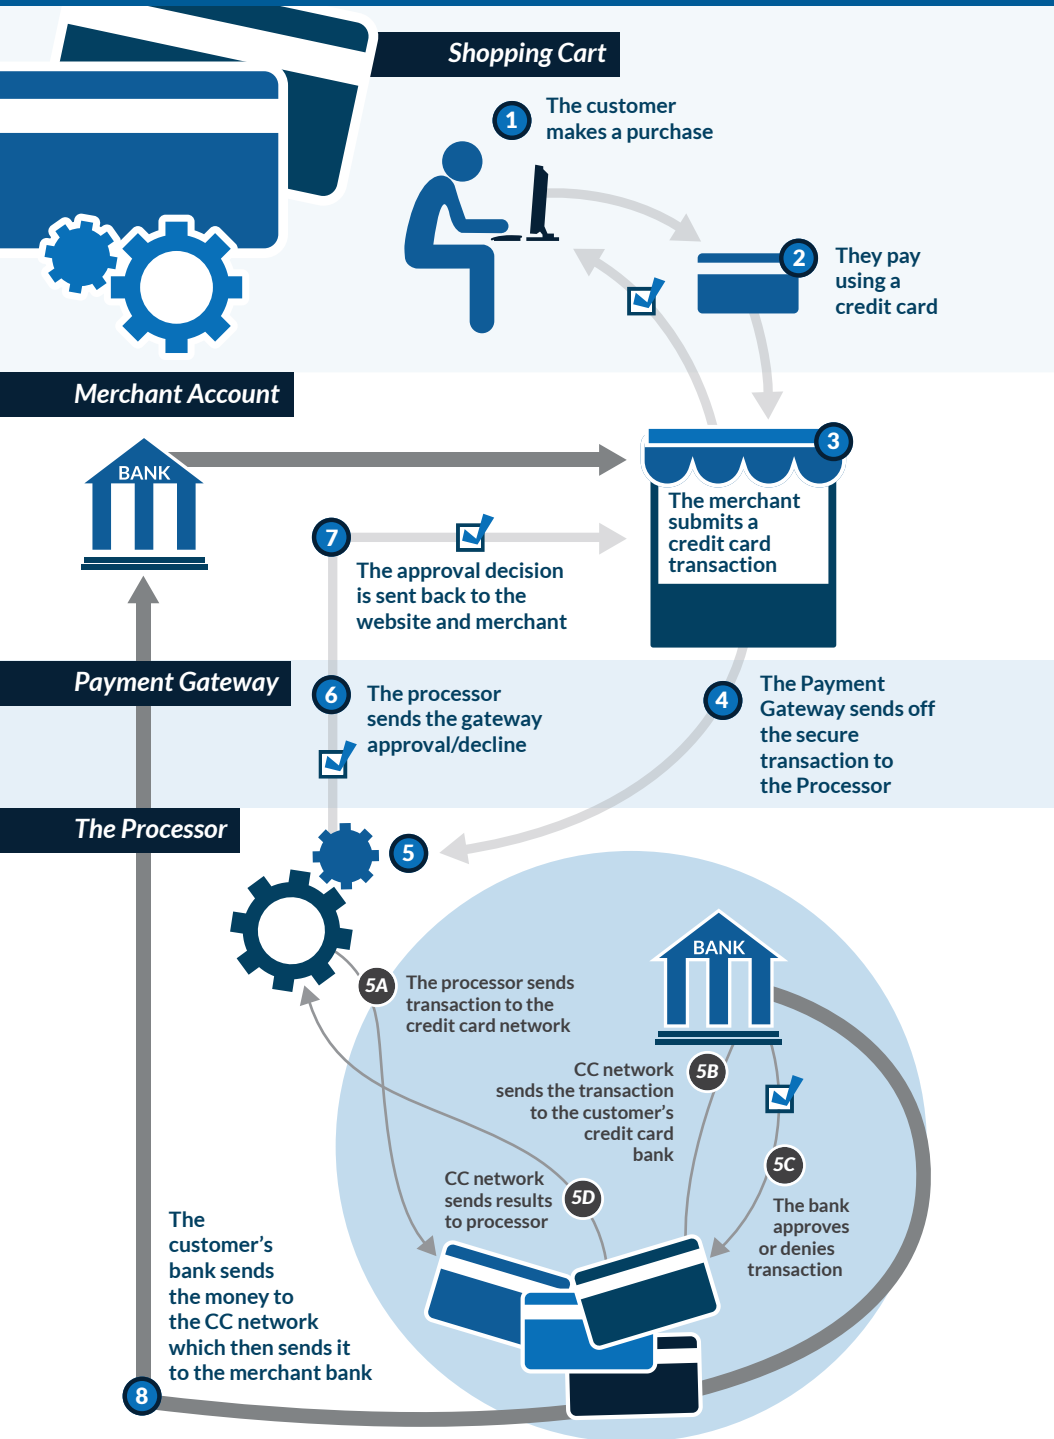 Shopping Cart
1
The customer
makes a purchase
2
They pay
using a
credit card
Merchant Account
BANK
3
The merchant
submits a
credit card
transaction
7
The approval decision
is sent back to the
website and merchant
Payment Gateway
6
The processor
sends the gateway
approval/decline
4
The Payment
Gateway sends off
the secure
transaction to
the Processor
The Processor
5
BANK
5A
The processor sends
transaction to the
credit card network
5B
CC network
sends the transaction
to the customer's
credit card
bank
5C
The bank
approves
or denies
transaction
5D
CC network
sends results
to processor
The
customer's
bank sends
the money to
the CC network
which then sends it
to the merchant bank
8